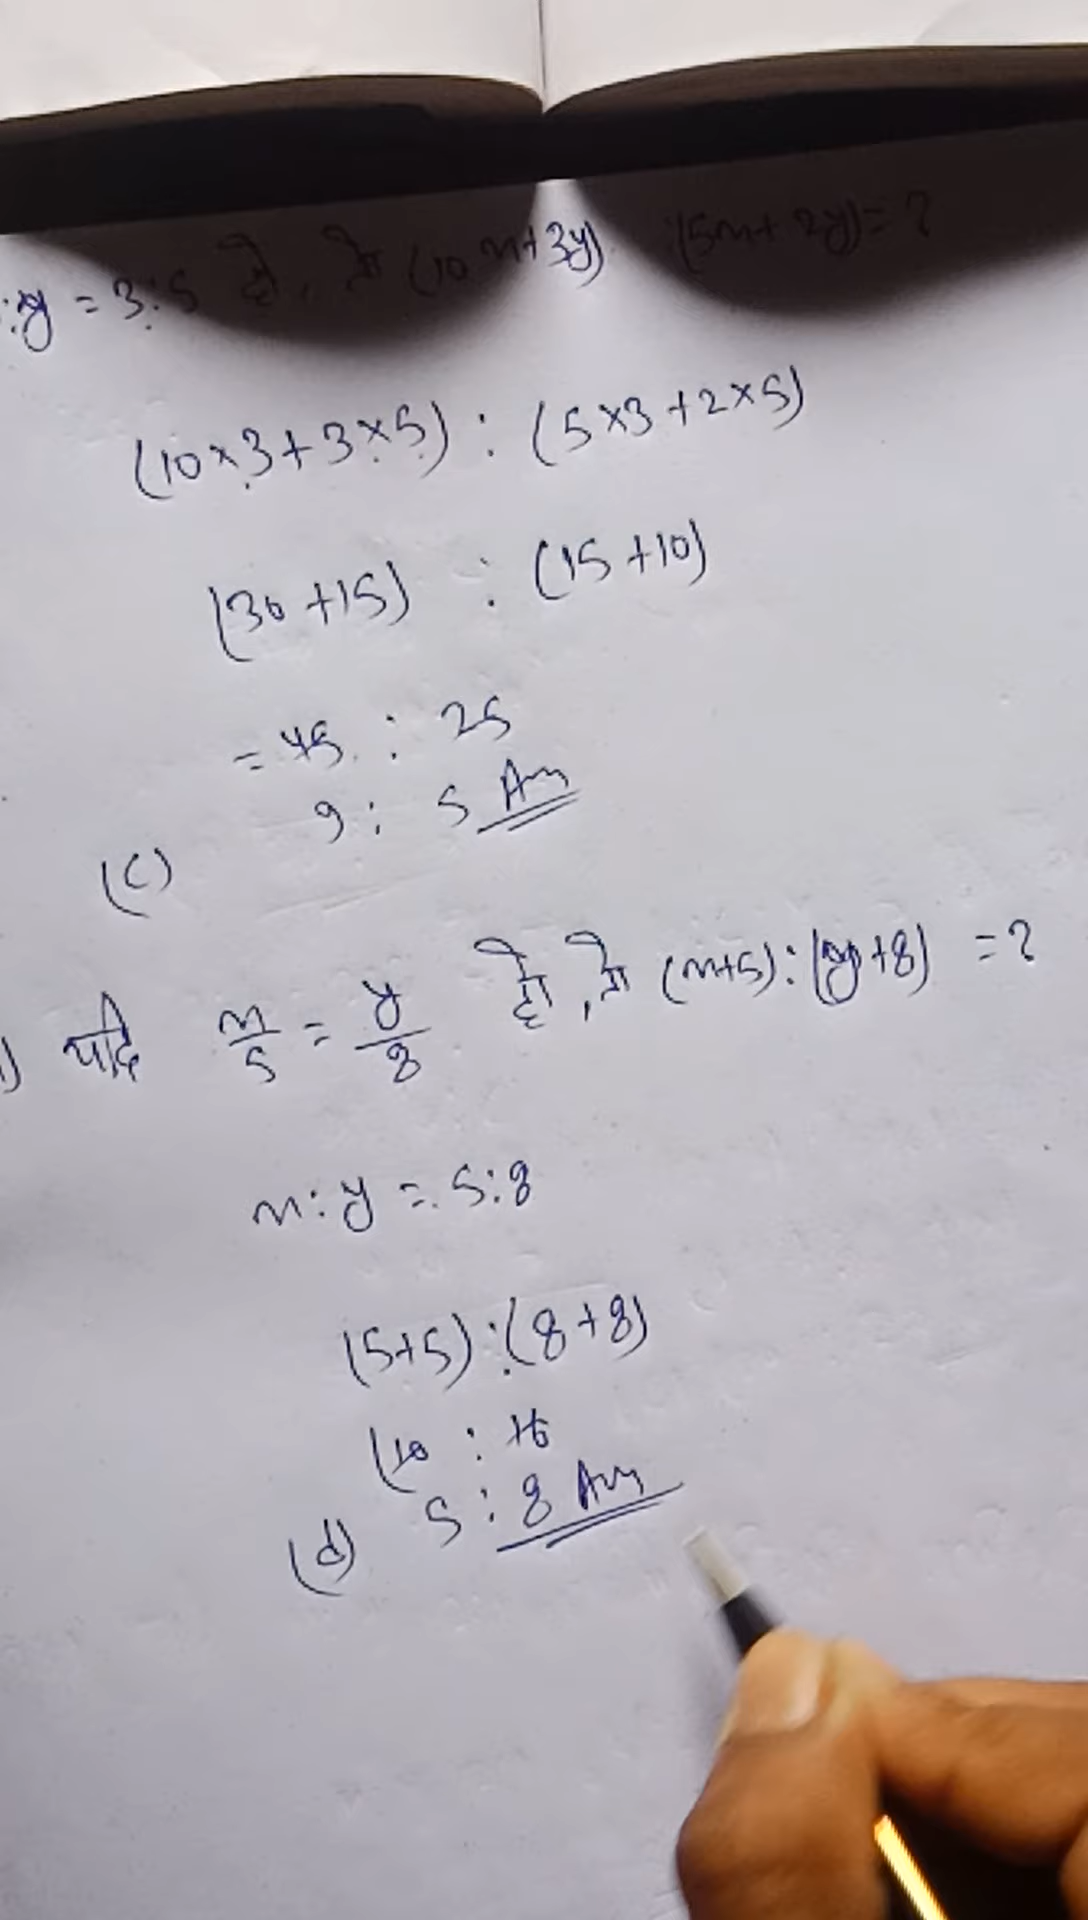 :y = 3:5 हो, तो (10x+3y) : (5x+2y) = ?
(10×3+3×5) : (5×3+2×5)
(30+15) : (15+10)
= 45 : 25
9 : 5 Ans
(C)
) यदि x/5 = y/8 हो, तो (x+5):(y+8) = ?
x:y = 5:8
(5+5):(8+8)
(10 : 16
(d) 5 : 8 Ans